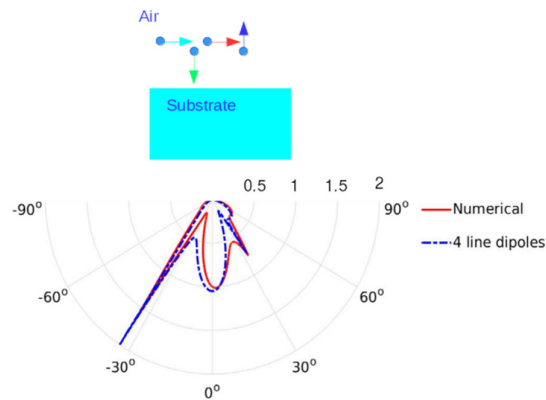 Air
Substrate
0.5 1 1.5 2
-90° 90°
Numerical
4 line dipoles
-60° 60°
-30° 30°
0°